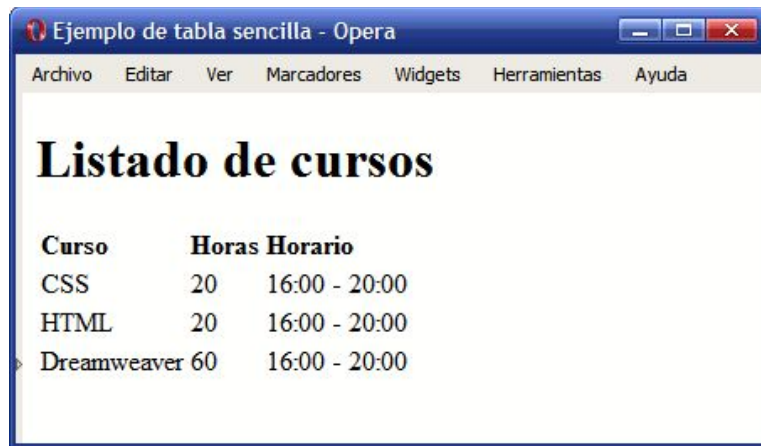 Ejemplo de tabla sencilla - Opera
Archivo Editar Ver Marcadores Widgets Herramientas Ayuda
Listado de cursos
Curso Horas Horario
CSS 20 16:00 - 20:00
HTML 20 16:00 - 20:00
Dreamweaver 60 16:00 - 20:00